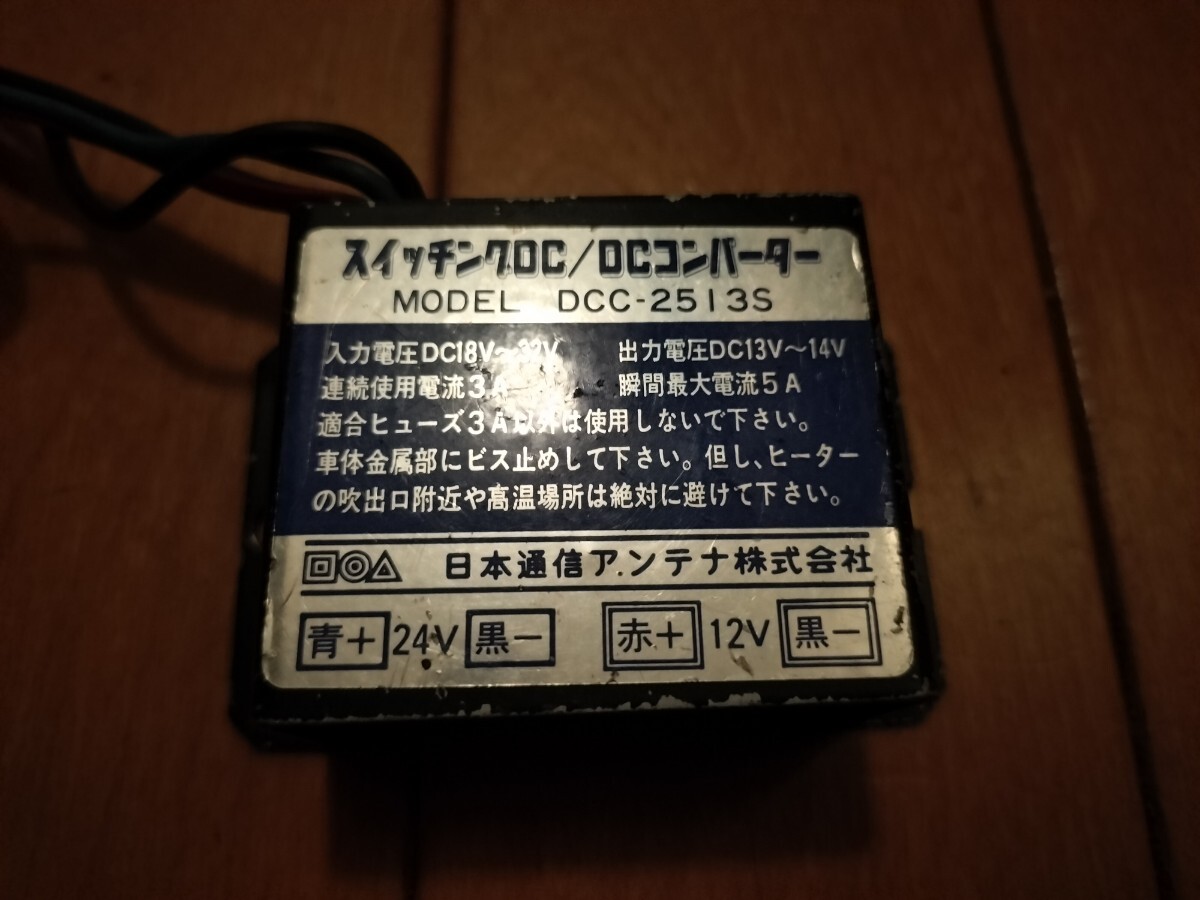 スイッチングDC/DCコンバーター
MODEL DCC-2513S
入力電圧DC18V〜32V 出力電圧DC13V〜14V
連続使用電流3A 瞬間最大電流5A
適合ヒューズ3A以外は使用しないで下さい。
車体金属部にビス止めして下さい。但し、ヒーター
の吹出口附近や高温場所は絶対に避けて下さい。
日本通信アンテナ株式会社
青+ 24V 黒− 赤+ 12V 黒−